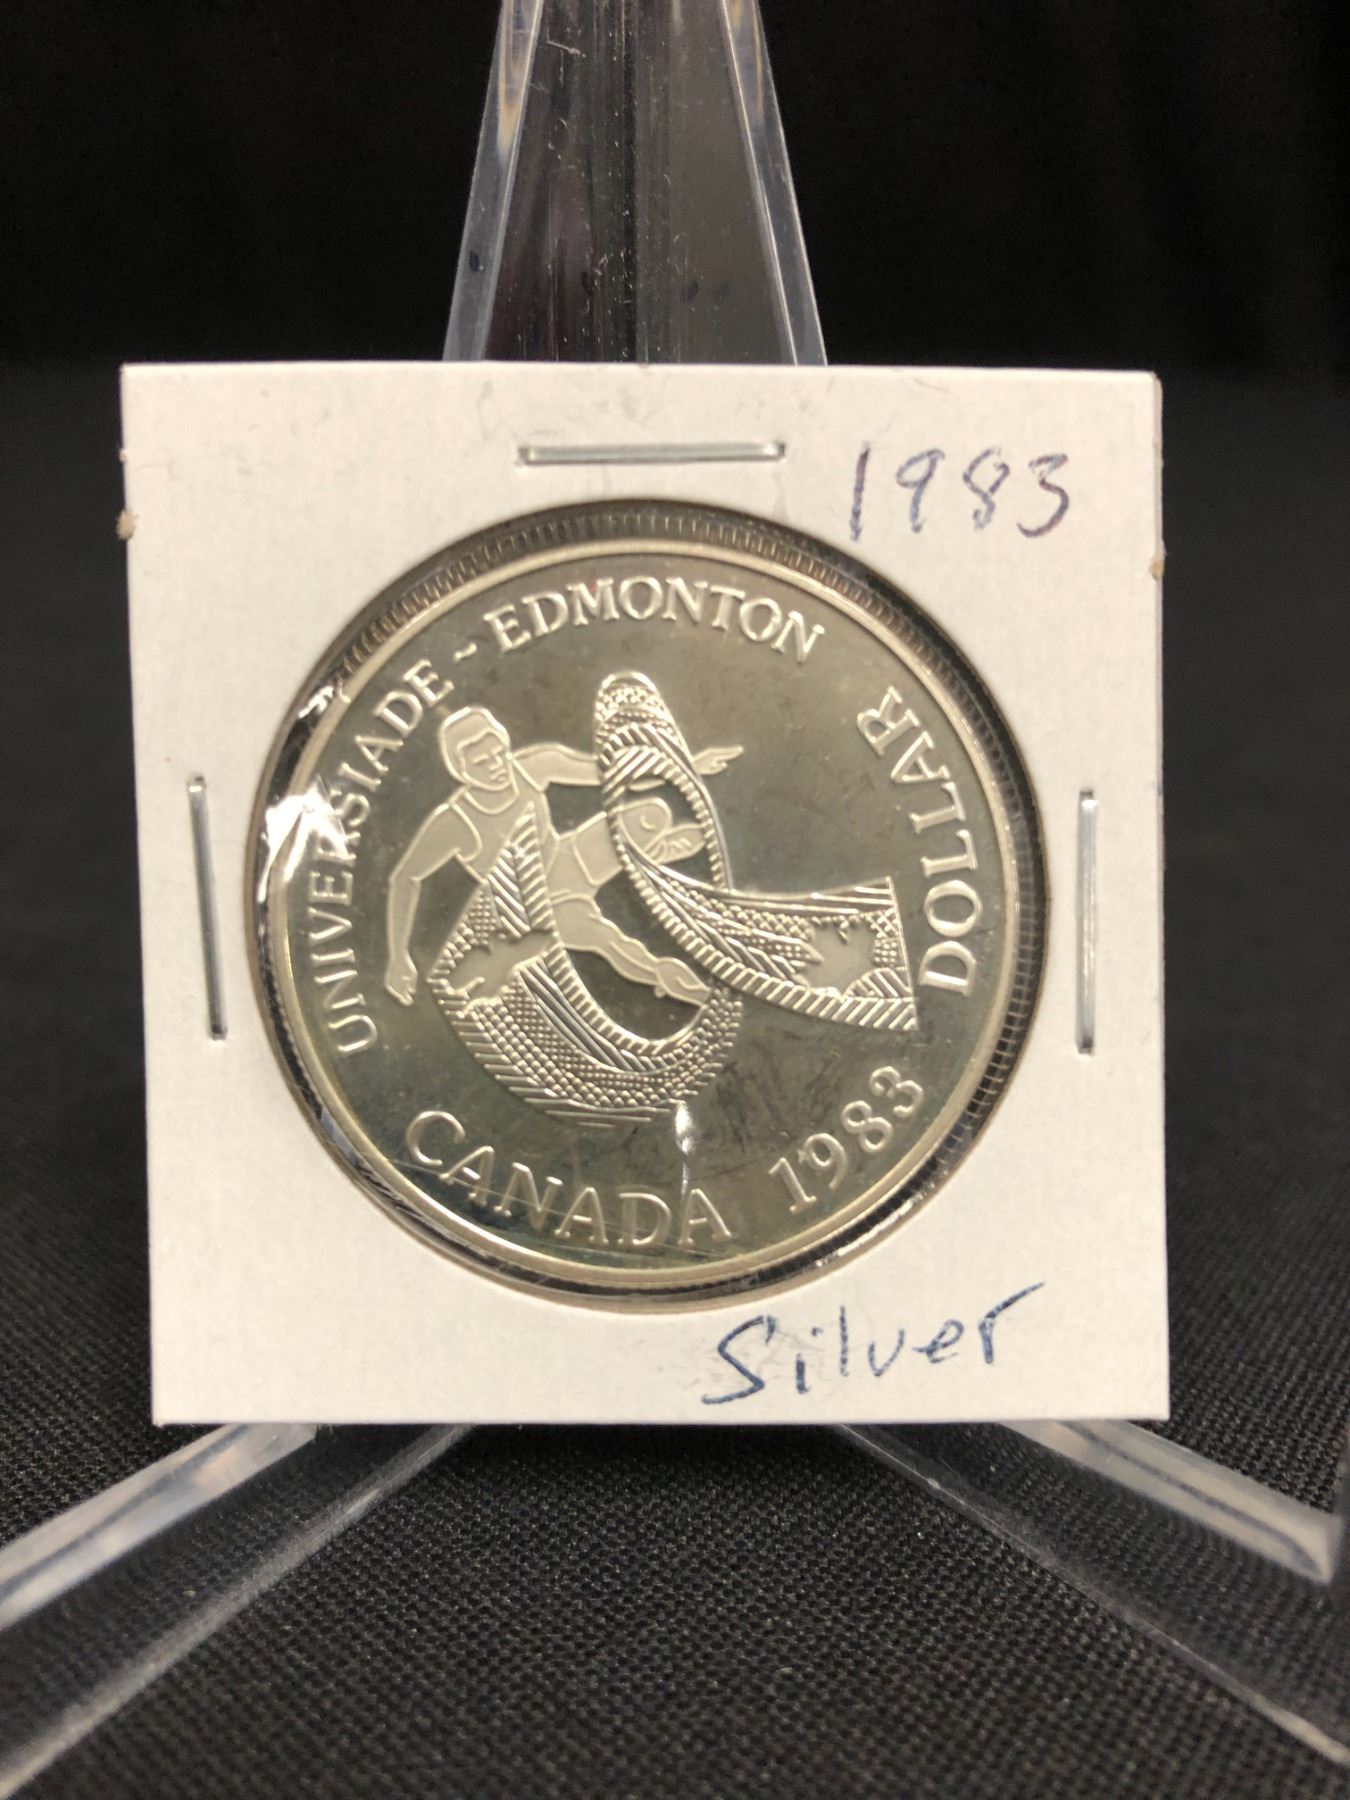 1983
UNIVERSIADE ~ EDMONTON
DOLLAR
CANADA 1983
Silver